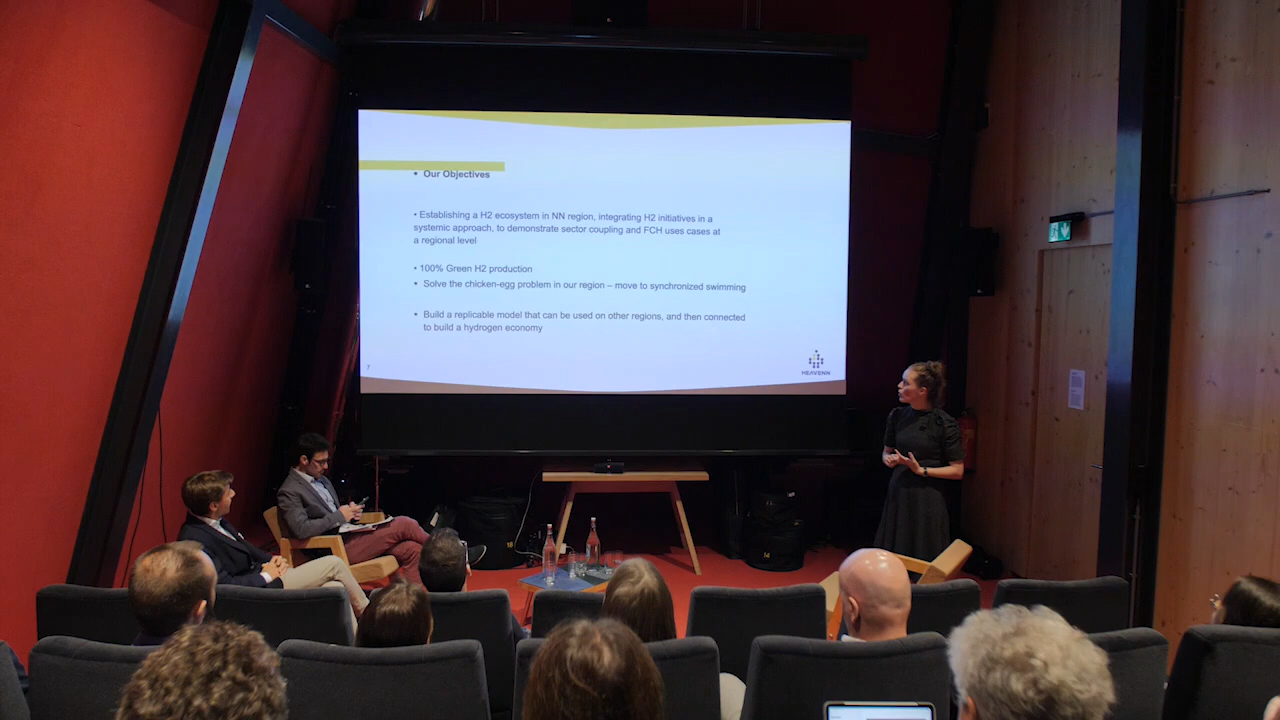 • Our Objectives
• Establishing a H2 ecosystem in NN region, integrating H2 initiatives in a
systemic approach, to demonstrate sector coupling and FCH uses cases at
a regional level
• 100% Green H2 production
• Solve the chicken-egg problem in our region – move to synchronized swimming
• Build a replicable model that can be used on other regions, and then connected
to build a hydrogen economy
7
HEAVENN